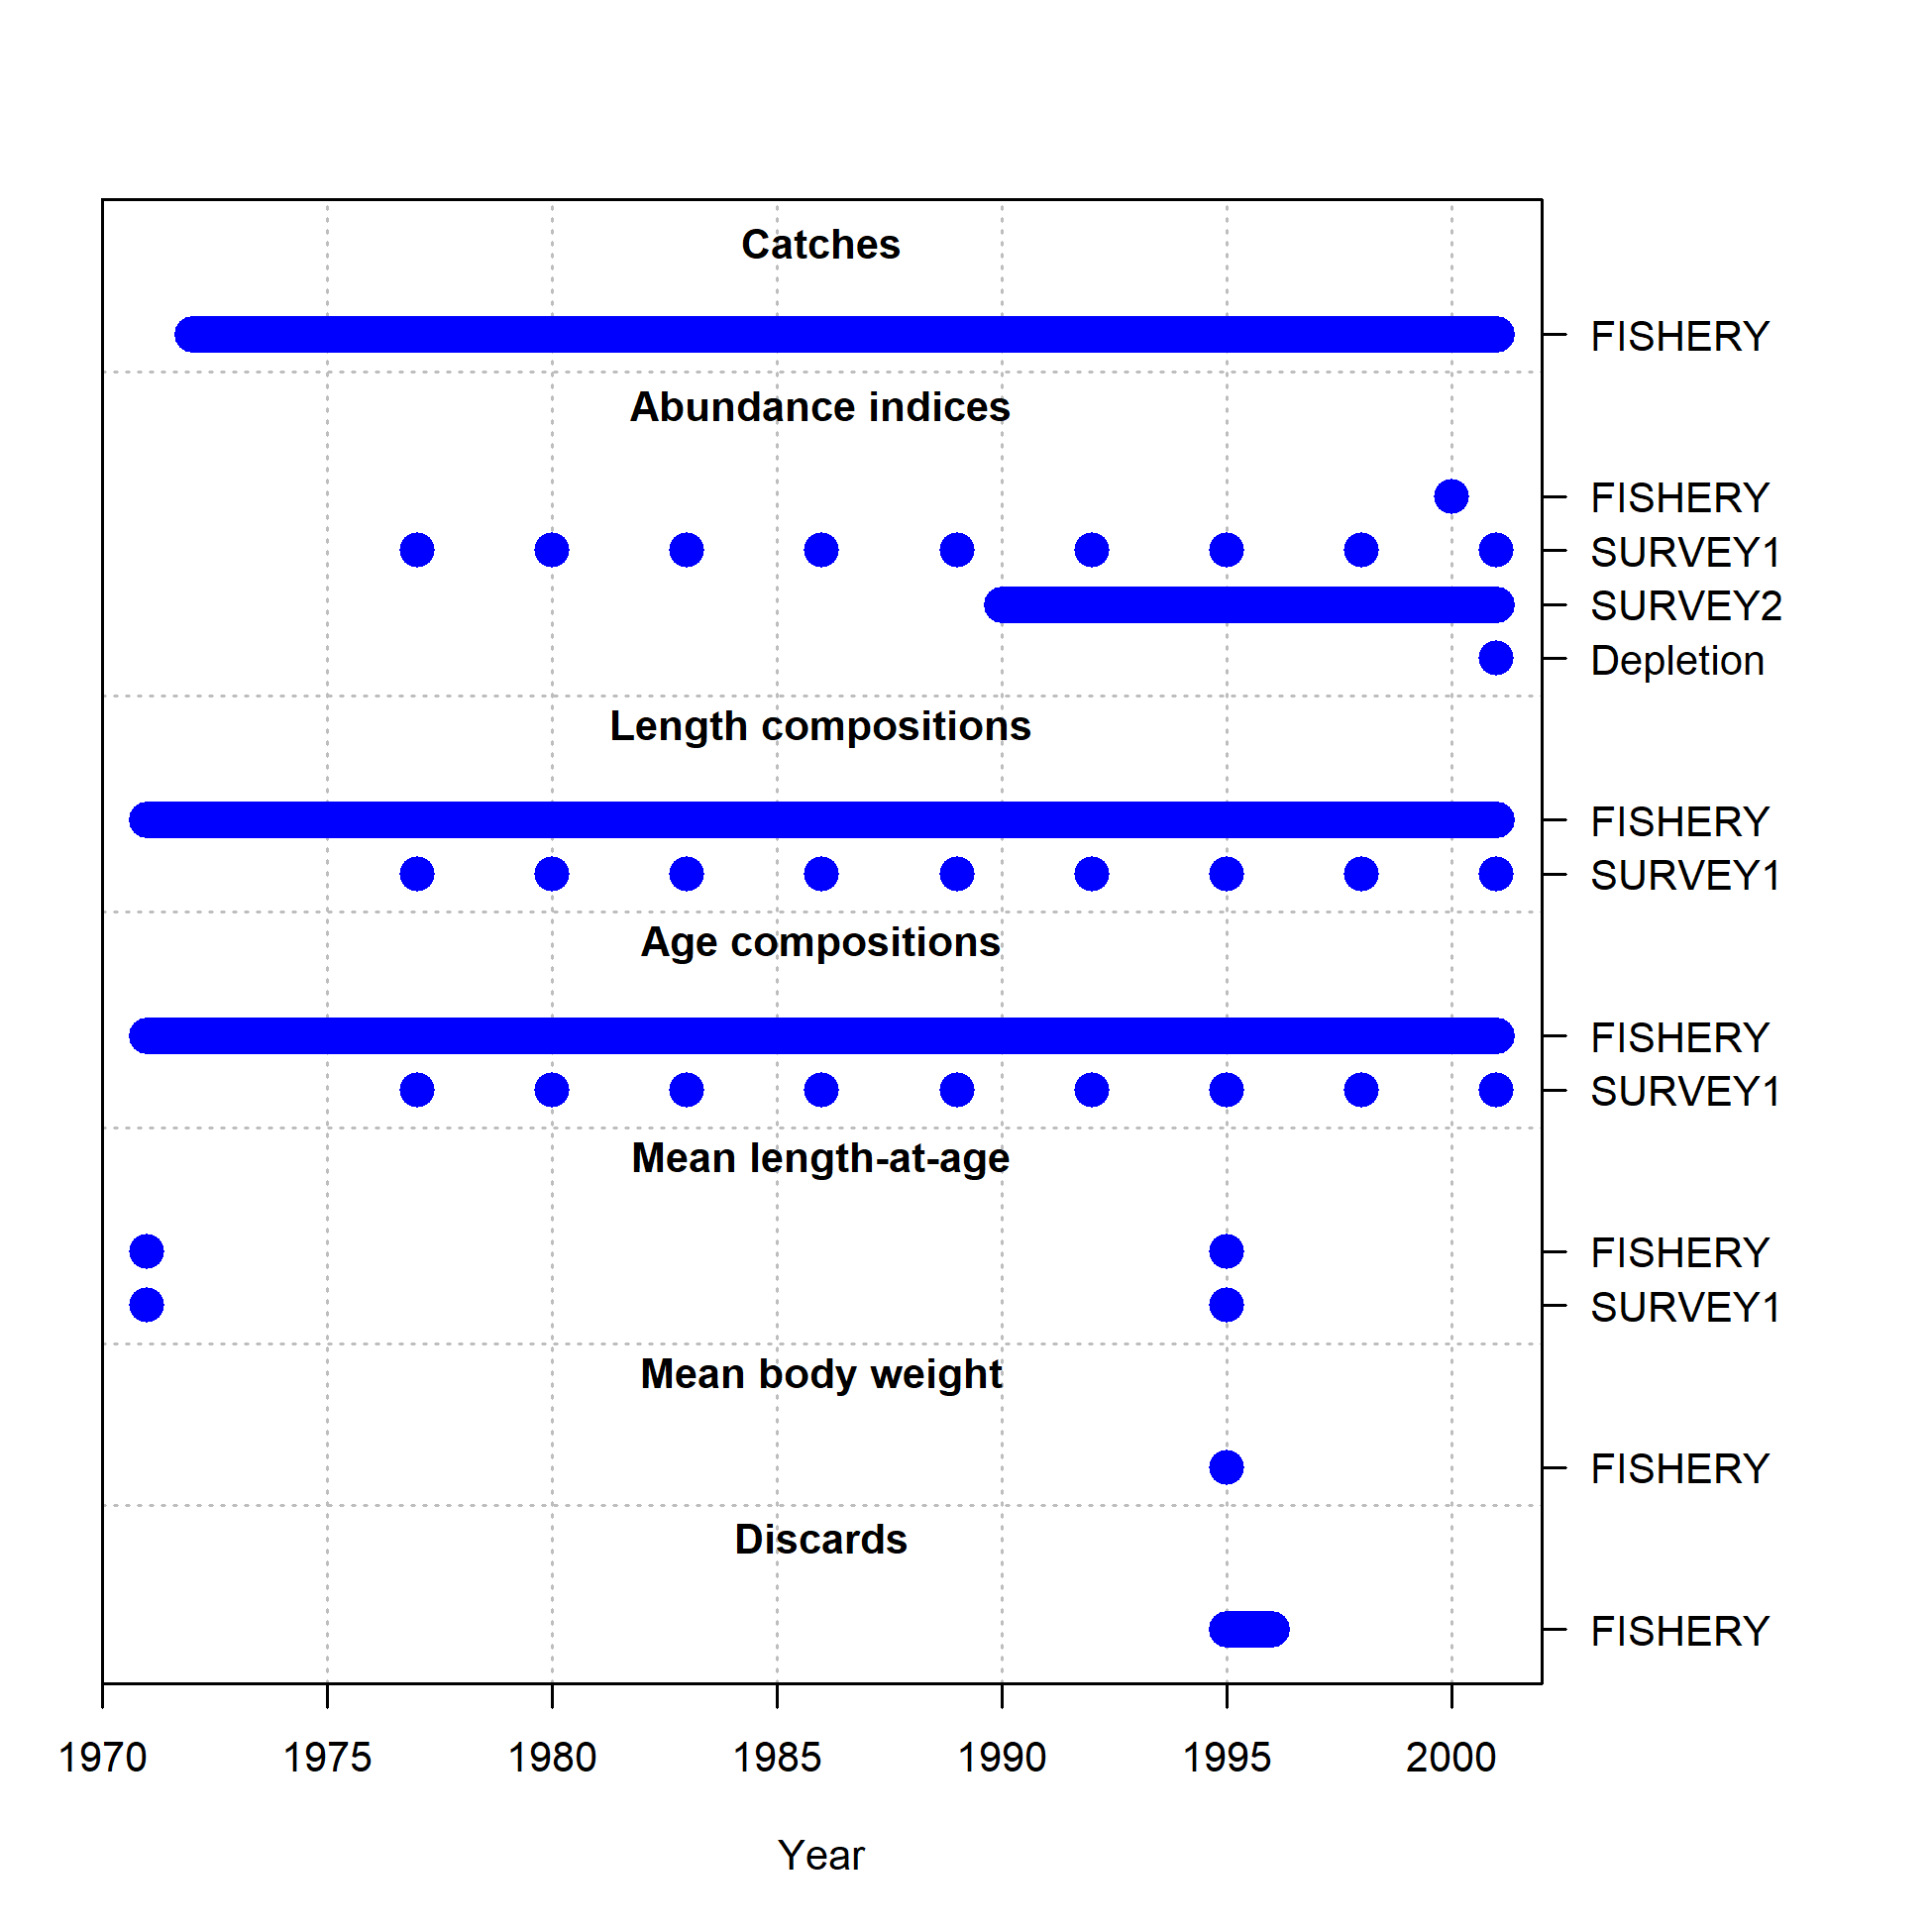 Catches
FISHERY
Abundance indices
FISHERY
SURVEY1
SURVEY2
Depletion
Length compositions
FISHERY
SURVEY1
Age compositions
FISHERY
SURVEY1
Mean length-at-age
FISHERY
SURVEY1
Mean body weight
FISHERY
Discards
FISHERY
1970 1975 1980 1985 1990 1995 2000
Year